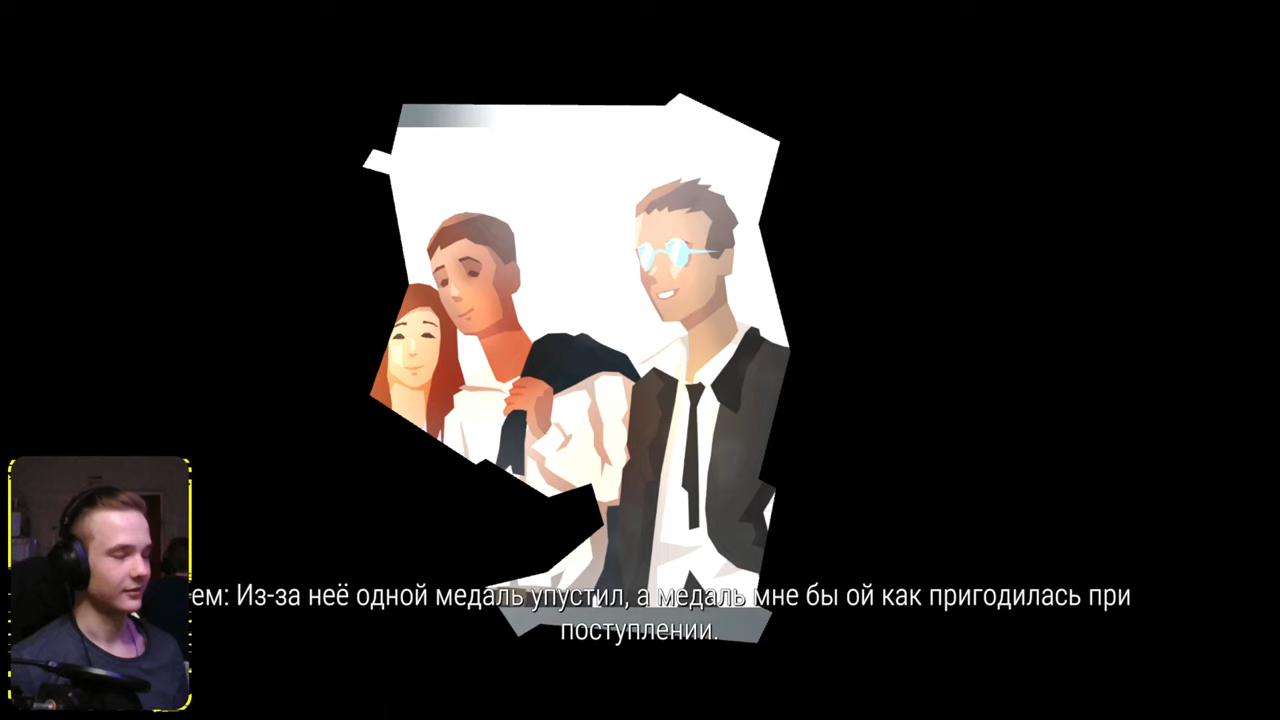 ем: Из-за неё одной медаль упустил, а медаль мне бы ой как пригодилась при
поступлении.